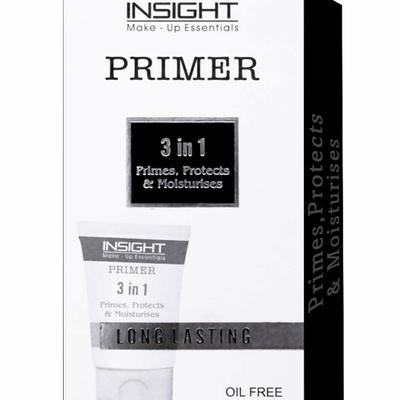 INSIGHT
Make - Up Essentials
PRIMER
3 in 1
Primes, Protects
& Moisturises
INSIGHT
Make - Up Essentials
PRIMER
3 in 1
Primes, Protects
& Moisturises
LONG LASTING
OIL FREE
Primes,Protects
& Moisturises